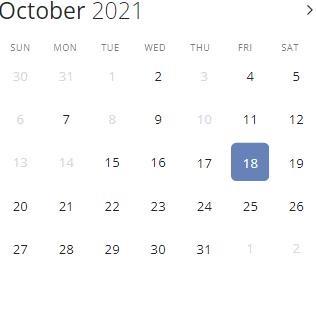 October 2021
SUN MON TUE WED THU FRI SAT
30 31 1 2 3 4 5
6 7 8 9 10 11 12
13 14 15 16 17 18 19
20 21 22 23 24 25 26
27 28 29 30 31 1 2